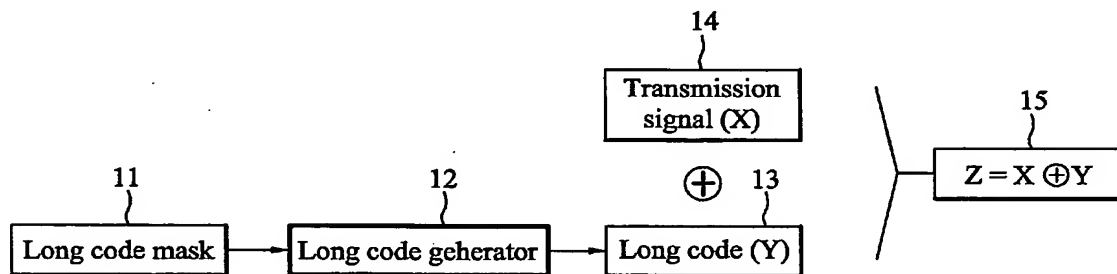 14
Transmission
signal (X)
15
Z = X ⊕ Y
11
12
⊕
13
Long code mask
Long code geherator
Long code (Y)